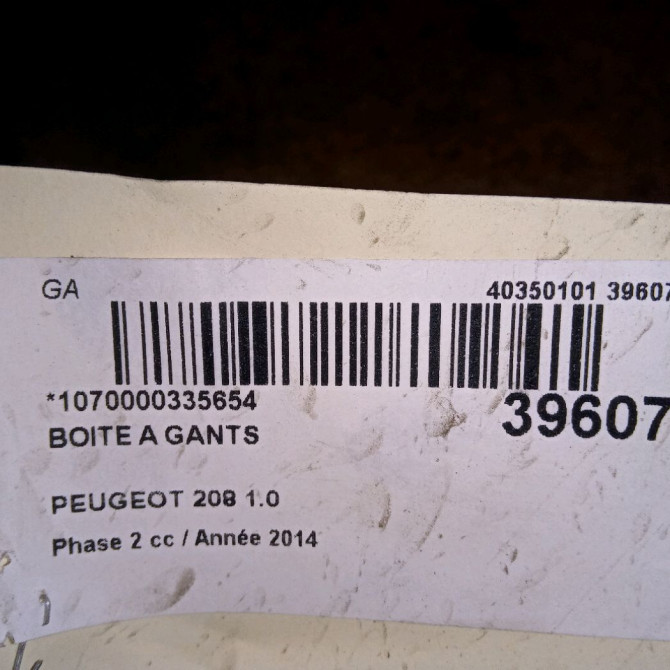 GA 40350101 39607
*1070000335654 39607
BOITE A GANTS
PEUGEOT 208 1.0
Phase 2 cc / Année 2014